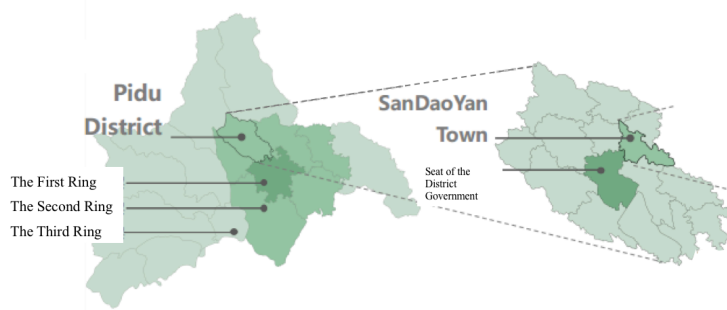 Pidu
District
The First Ring
The Second Ring
The Third Ring
SanDaoYan
Town
Seat of the
District
Government